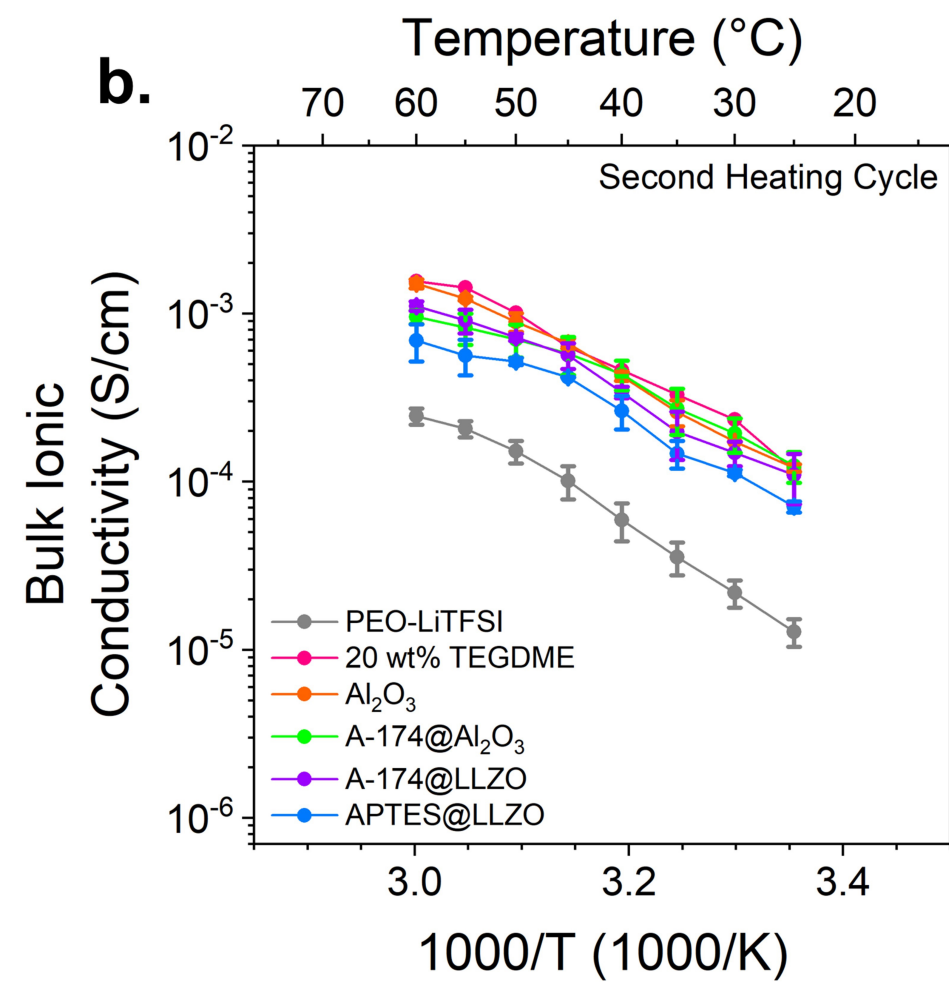 b.
Temperature (°C)
70 60 50 40 30 20
10⁻²
Second Heating Cycle
10⁻³
10⁻⁴
10⁻⁵
10⁻⁶
Bulk Ionic
Conductivity (S/cm)
PEO-LiTFSI
20 wt% TEGDME
Al₂O₃
A-174@Al₂O₃
A-174@LLZO
APTES@LLZO
3.0 3.2 3.4
1000/T (1000/K)